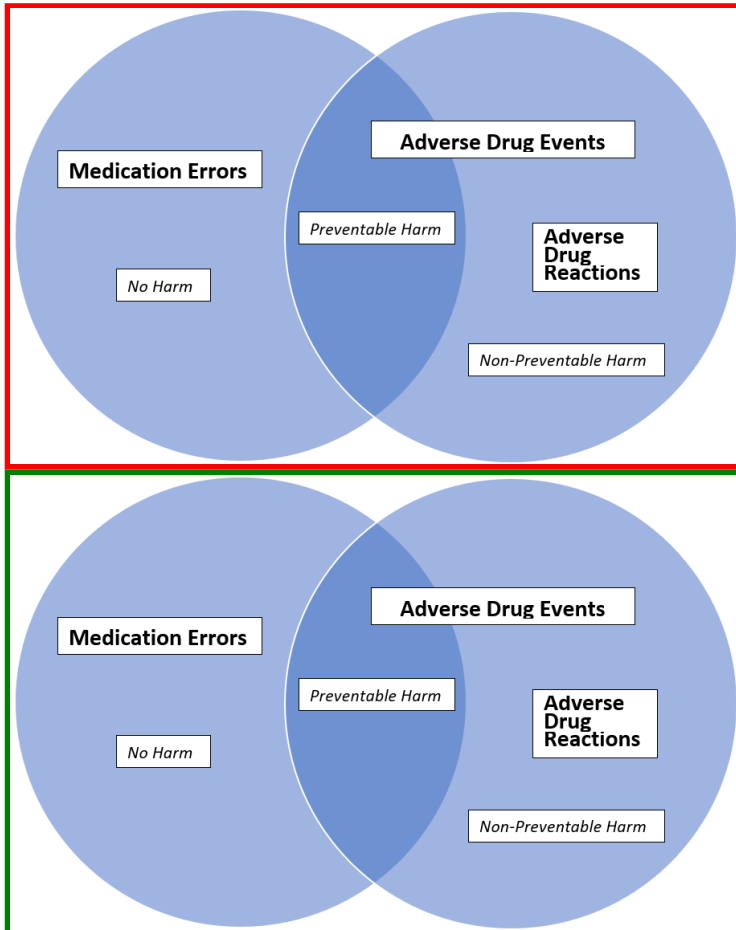 Adverse Drug Events
Medication Errors
Preventable Harm
Adverse
Drug
Reactions
No Harm
Non-Preventable Harm
Adverse Drug Events
Medication Errors
Preventable Harm
Adverse
Drug
Reactions
No Harm
Non-Preventable Harm